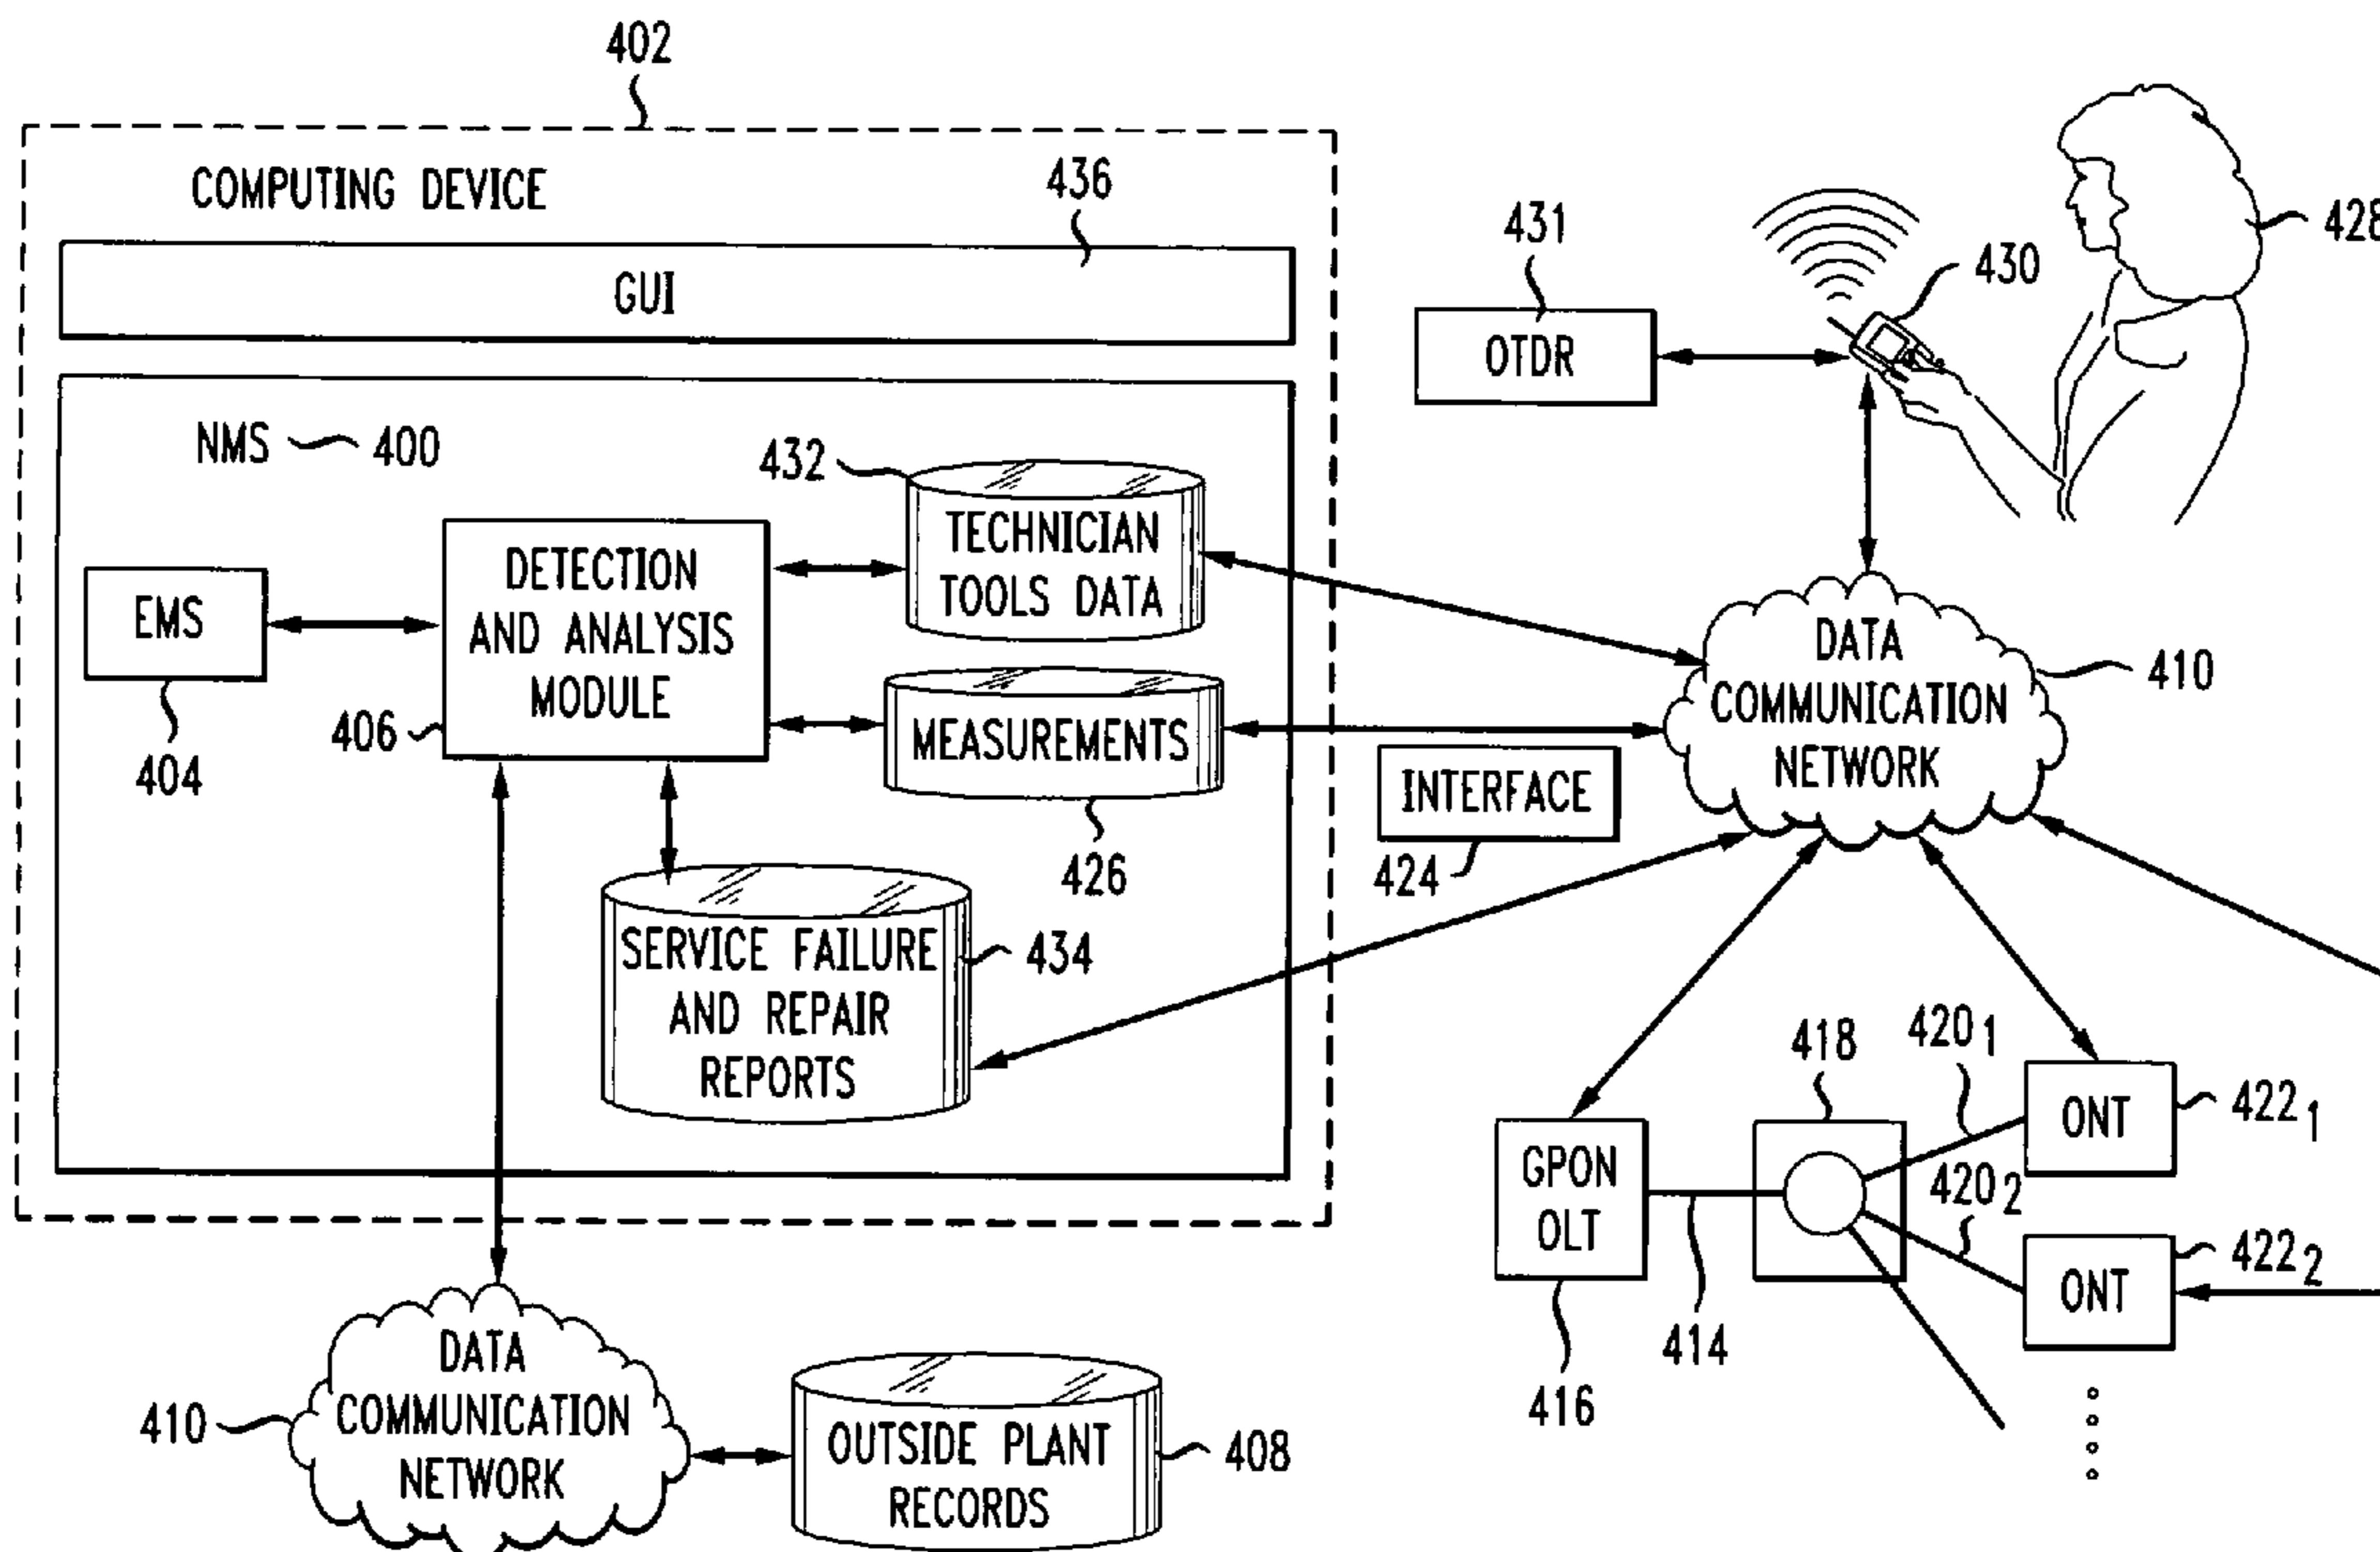 402
COMPUTING DEVICE
436
GUI
NMS 400
432
TECHNICIAN
TOOLS DATA
DETECTION
AND ANALYSIS
MODULE
EMS
404
406
MEASUREMENTS
426
SERVICE FAILURE
AND REPAIR
REPORTS
434
431
OTDR
430
428
DATA
COMMUNICATION
NETWORK
410
INTERFACE
424
418
420 1
ONT
422 1
GPON
OLT
420 2
ONT
422 2
414
416
DATA
COMMUNICATION
NETWORK
410
OUTSIDE PLANT
RECORDS
408